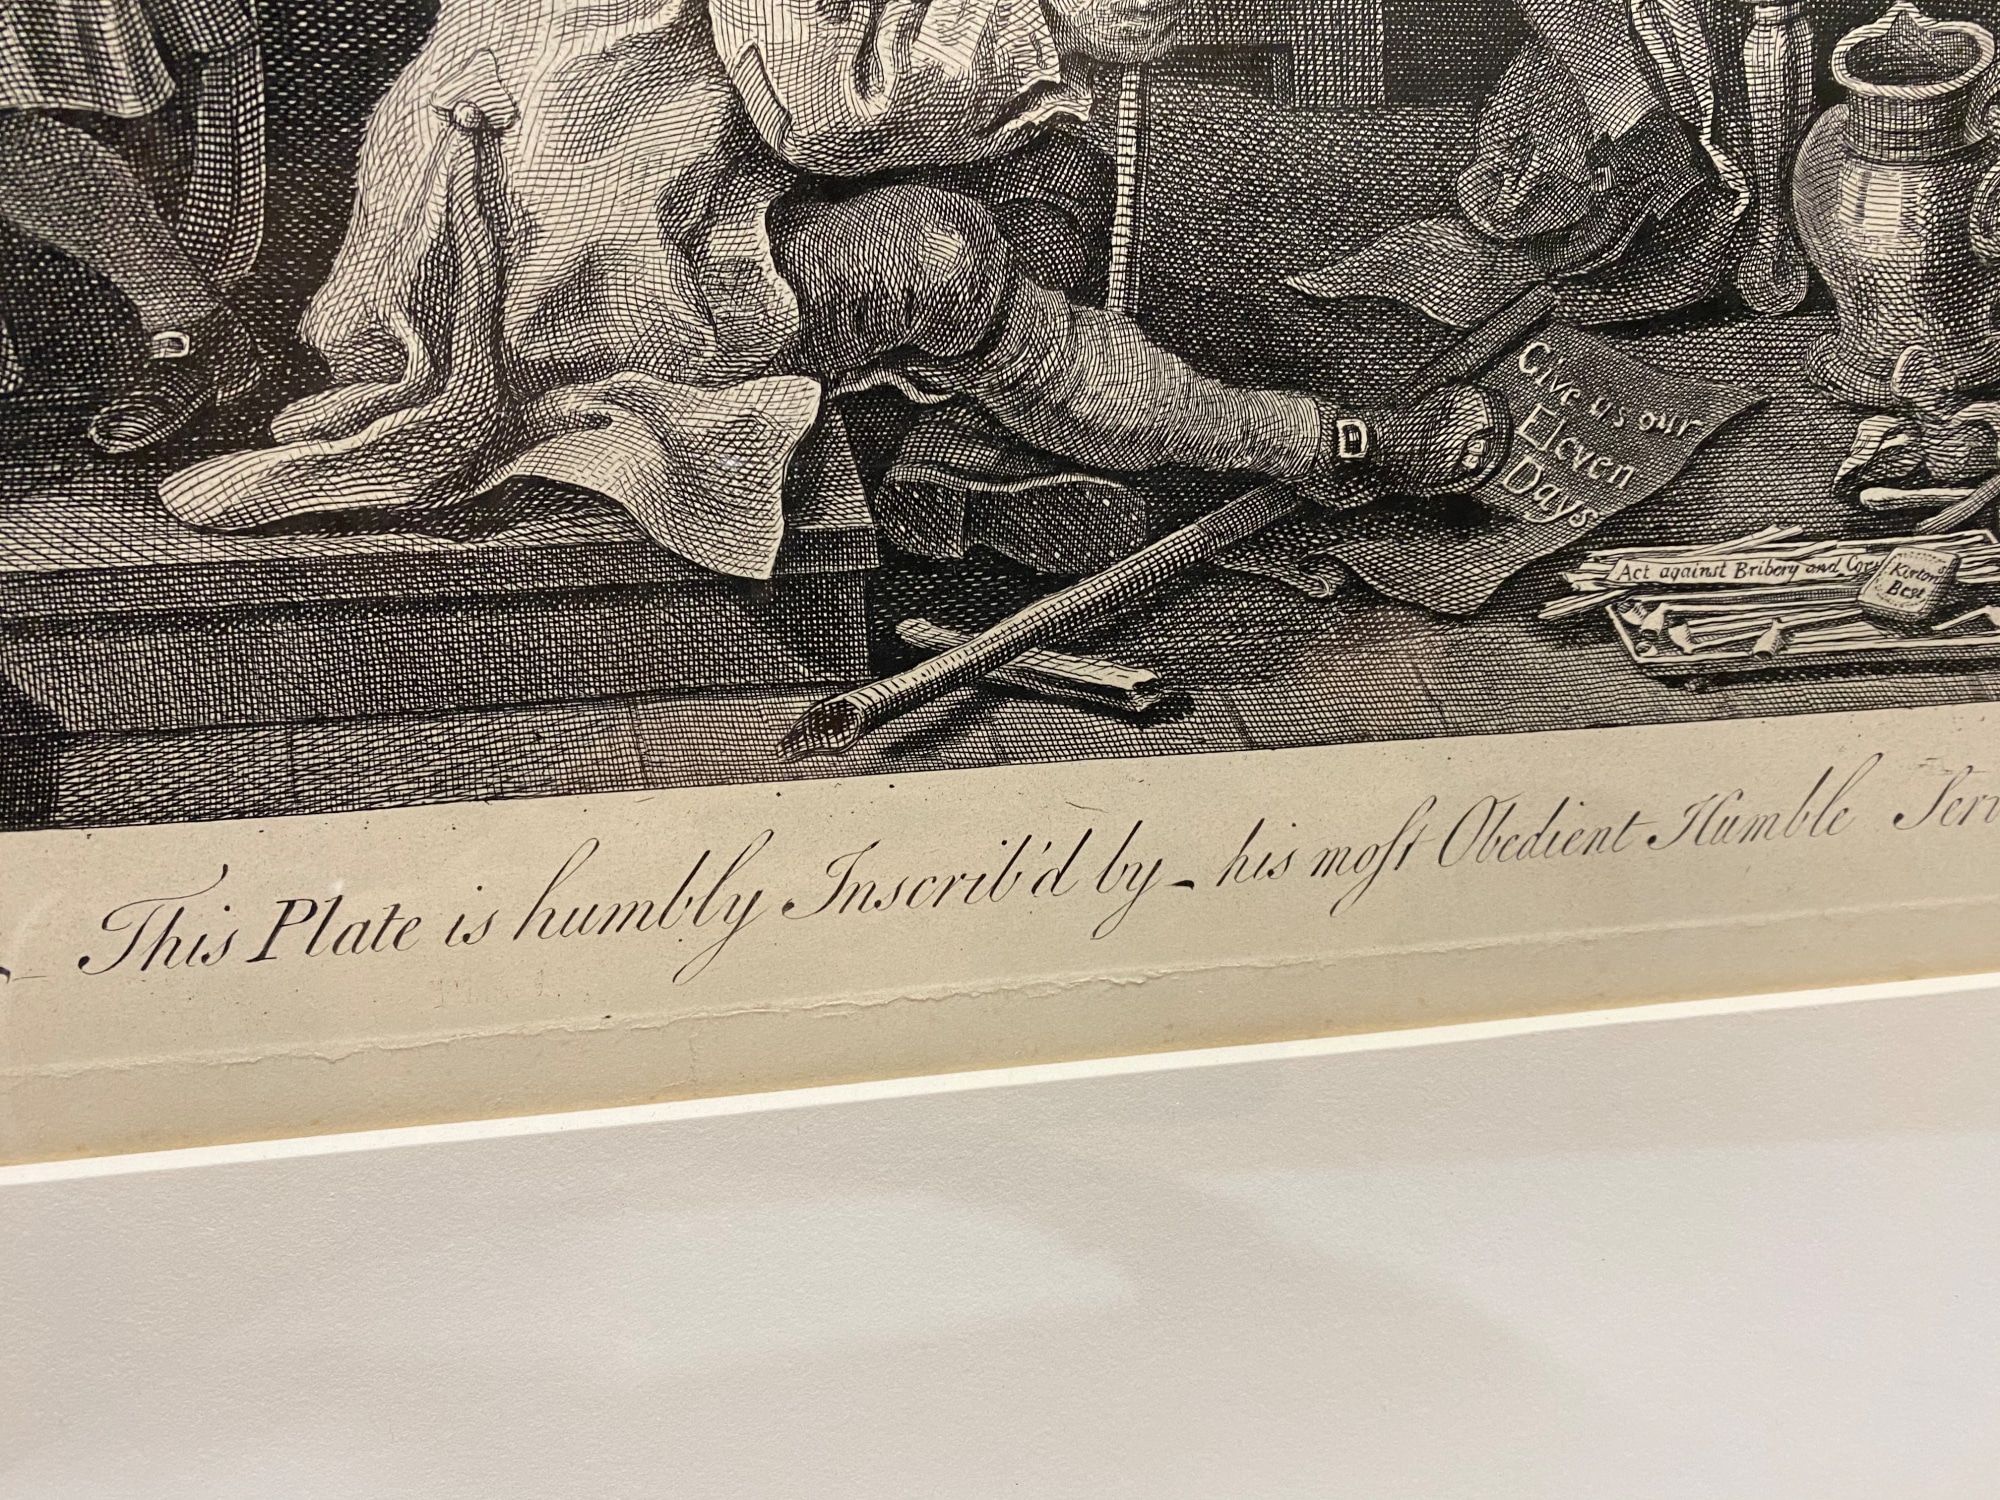 Give us our
Eleven
Days
Act against Bribery and Cor
Kirton's
Best
This Plate is humbly Inscrib'd by his moſt Obedient Humble Serv